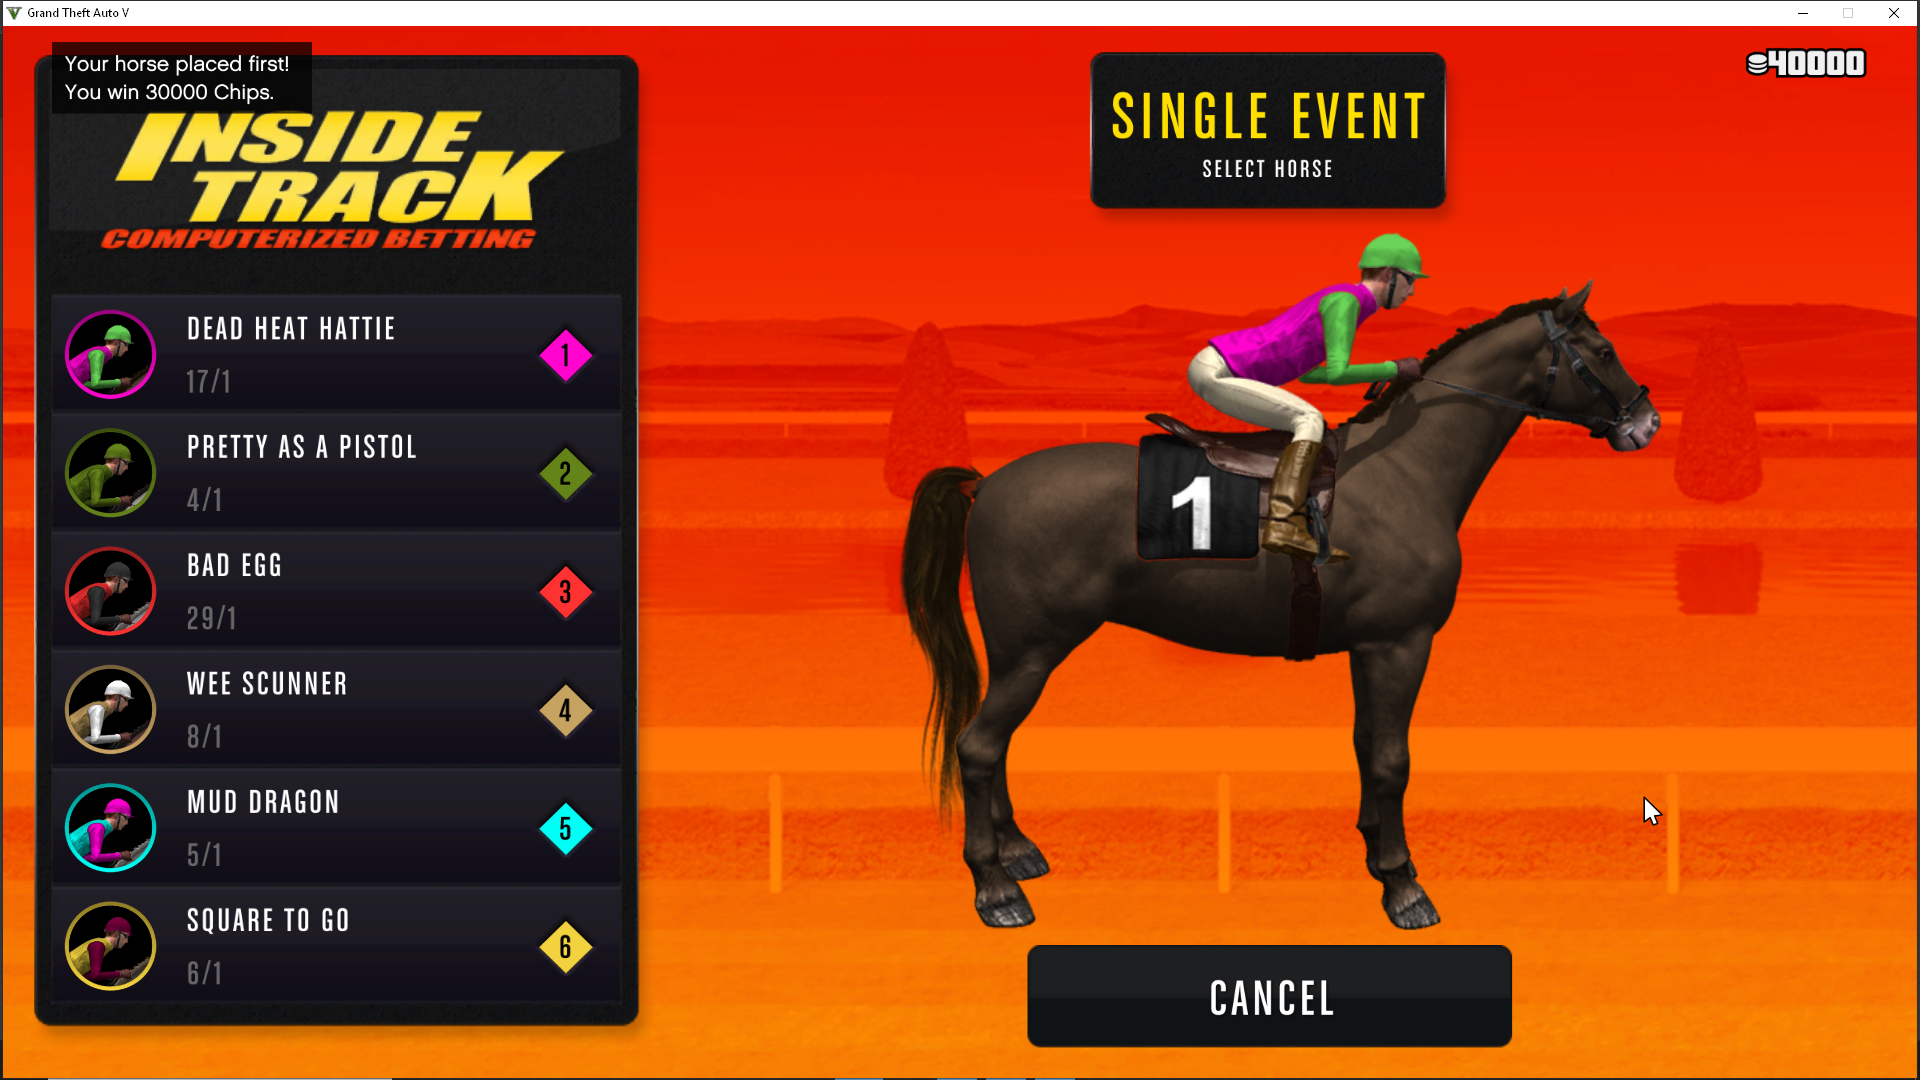 Grand Theft Auto V
Your horse placed first!
You win 30000 Chips.
INSIDE
TRACK
COMPUTERIZED BETTING
DEAD HEAT HATTIE
17/1
1
PRETTY AS A PISTOL
4/1
2
BAD EGG
29/1
3
WEE SCUNNER
8/1
4
MUD DRAGON
5/1
5
SQUARE TO GO
6/1
6
SINGLE EVENT
SELECT HORSE
40000
1
CANCEL